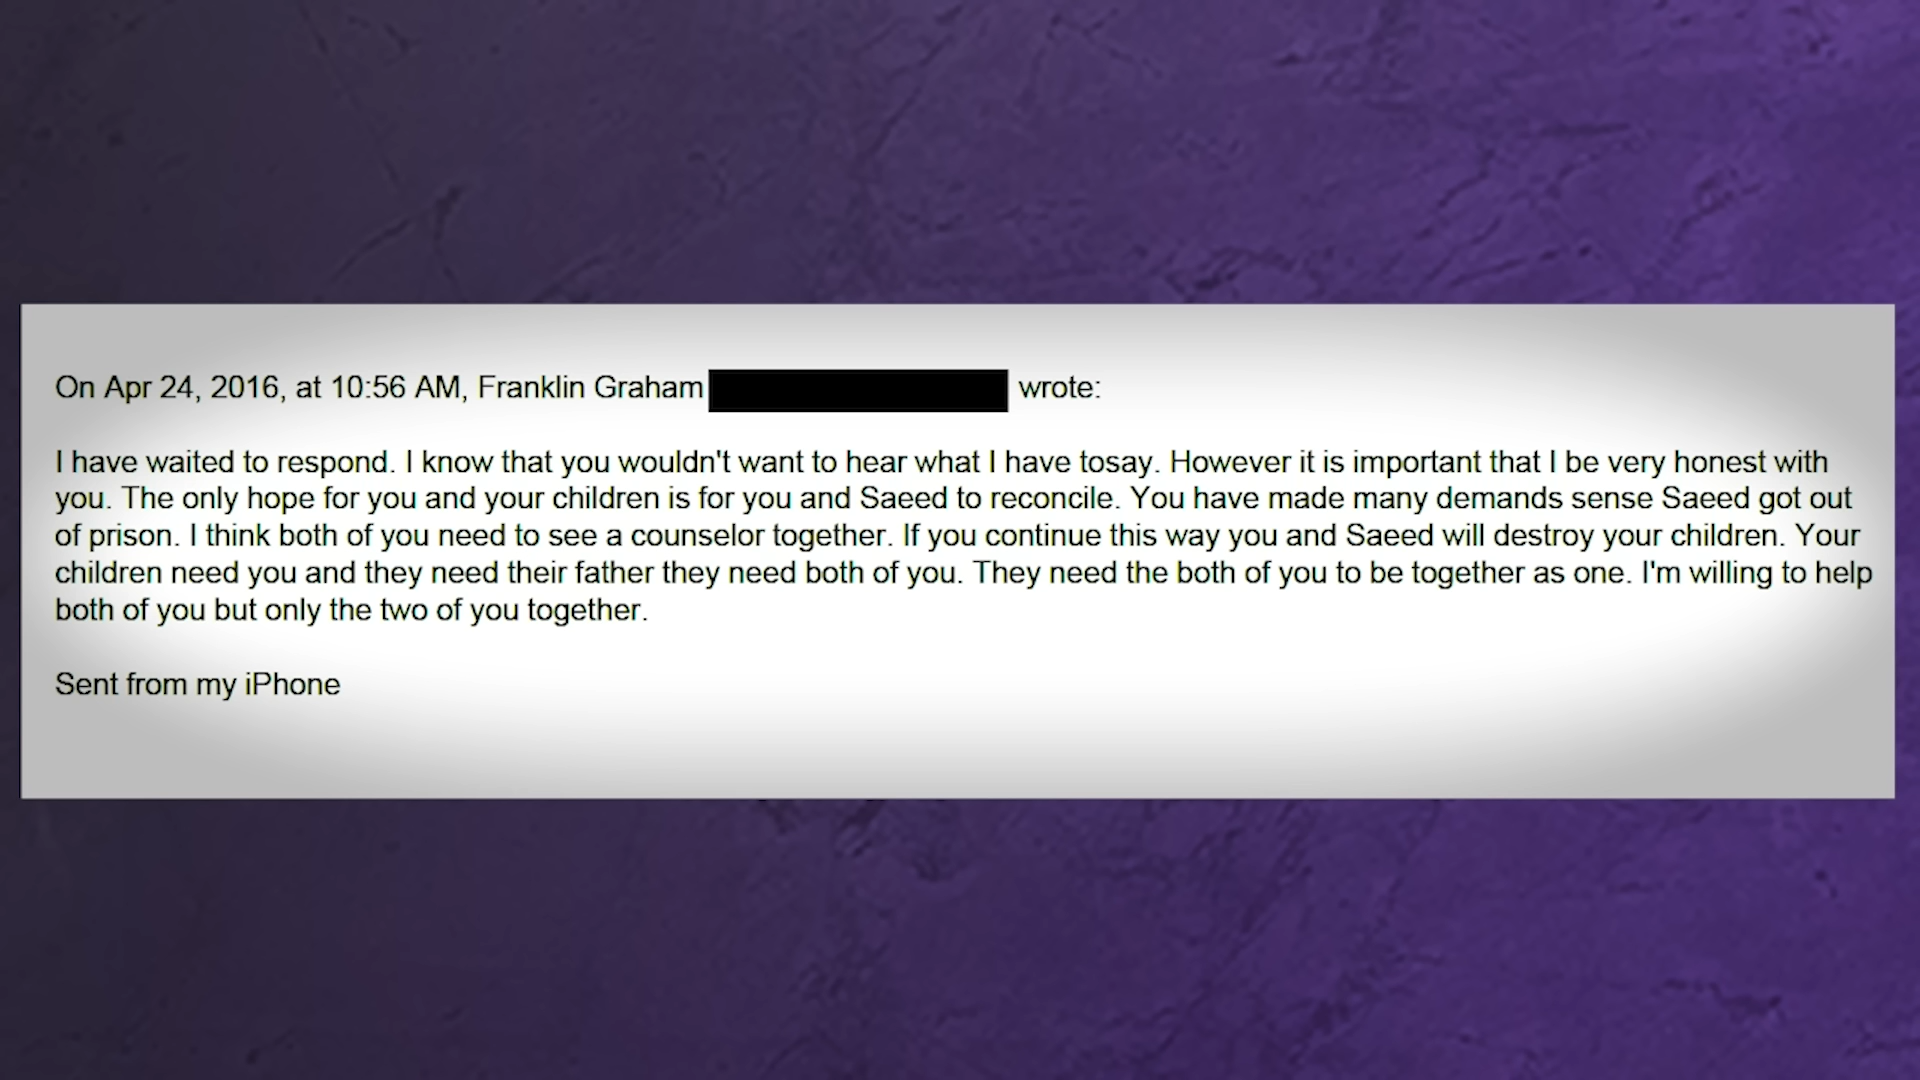 On Apr 24, 2016, at 10:56 AM, Franklin Graham wrote:
I have waited to respond. I know that you wouldn't want to hear what I have tosay. However it is important that I be very honest with
you. The only hope for you and your children is for you and Saeed to reconcile. You have made many demands sense Saeed got out
of prison. I think both of you need to see a counselor together. If you continue this way you and Saeed will destroy your children. Your
children need you and they need their father they need both of you. They need the both of you to be together as one. I'm willing to help
both of you but only the two of you together.
Sent from my iPhone